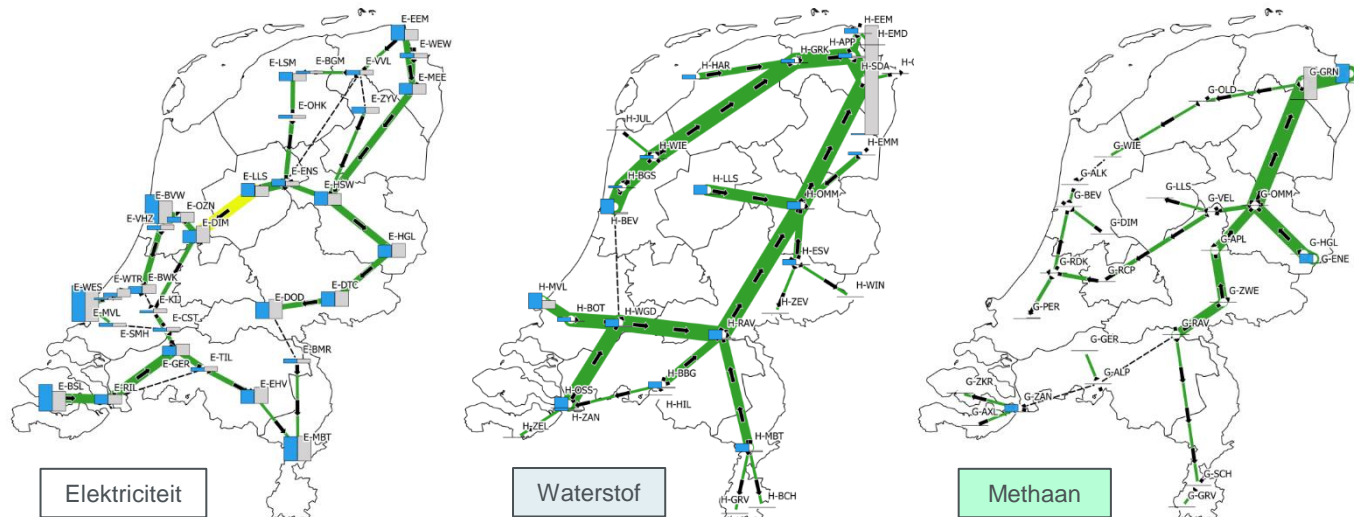 E-EEM
E-WEW
E-LSM
E-BGM
E-VVL
E-MEE
E-OHK
E-ZYV
E-ENS
E-LLS
E-HSW
E-BVW
E-OZN
E-VHZ
E-DIM
E-HGL
E-WTR
E-BWK
E-WES
E-KIJ
E-DOD
E-DTC
E-MVL
E-CST
E-SMH
E-BMR
E-GER
E-TIL
E-BSL
E-RIL
E-EHV
E-MBT
Elektriciteit
H-EEM
H-EMD
H-APP
H-GRK
H-HAR
H-SDA
H-JUL
H-WIE
H-EMM
H-BGS
H-LLS
H-OMM
H-BEV
H-ESV
H-MVL
H-WIN
H-BOT
H-ZEV
H-WGD
H-RAV
H-BBG
H-OSS
H-HIL
H-ZAN
H-ZEL
H-MBT
H-GRV
H-BCH
Waterstof
G-GRN
G-OLD
G-WIE
G-ALK
G-LLS
G-VEL
G-OMM
G-BEV
G-DIM
G-APL
G-HGL
G-ENE
G-RDK
G-RCP
G-ZWE
G-PER
G-RAV
G-GER
G-ALP
G-ZKR
G-ZAN
G-AXL
G-SCH
G-GRV
Methaan